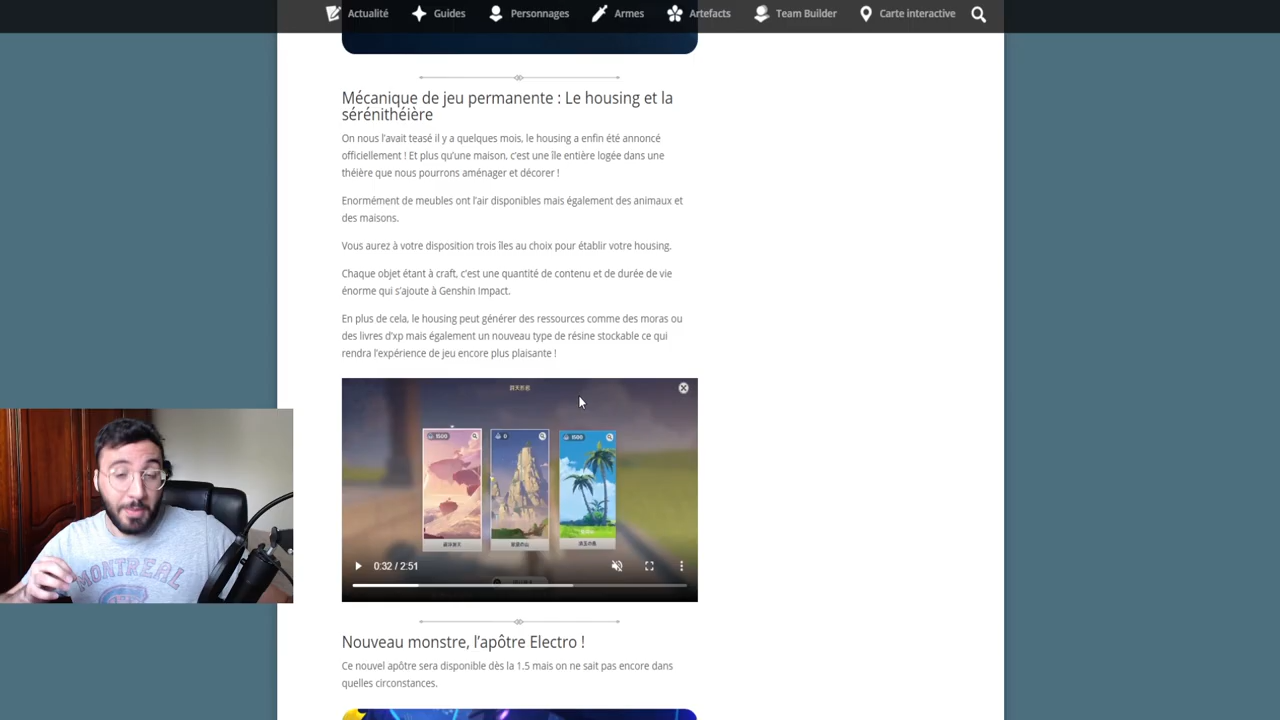 Actualité Guides Personnages Armes Artefacts Team Builder Carte interactive
Mécanique de jeu permanente : Le housing et la
sérénithéière
On nous l'avait teasé il y a quelques mois, le housing a enfin été annoncé
officiellement ! Et plus qu'une maison, c'est une île entière logée dans une
théière que nous pourrons aménager et décorer !
Enormément de meubles ont l'air disponibles mais également des animaux et
des maisons.
Vous aurez à votre disposition trois îles au choix pour établir votre housing.
Chaque objet étant à craft, c'est une quantité de contenu et de durée de vie
énorme qui s'ajoute à Genshin Impact.
En plus de cela, le housing peut générer des ressources comme des moras ou
des livres d'xp mais également un nouveau type de résine stockable ce qui
rendra l'expérience de jeu encore plus plaisante !
1500 0 1500
0:32 / 2:51
MONTREAL
Nouveau monstre, l'apôtre Electro !
Ce nouvel apôtre sera disponible dès la 1.5 mais on ne sait pas encore dans
quelles circonstances.